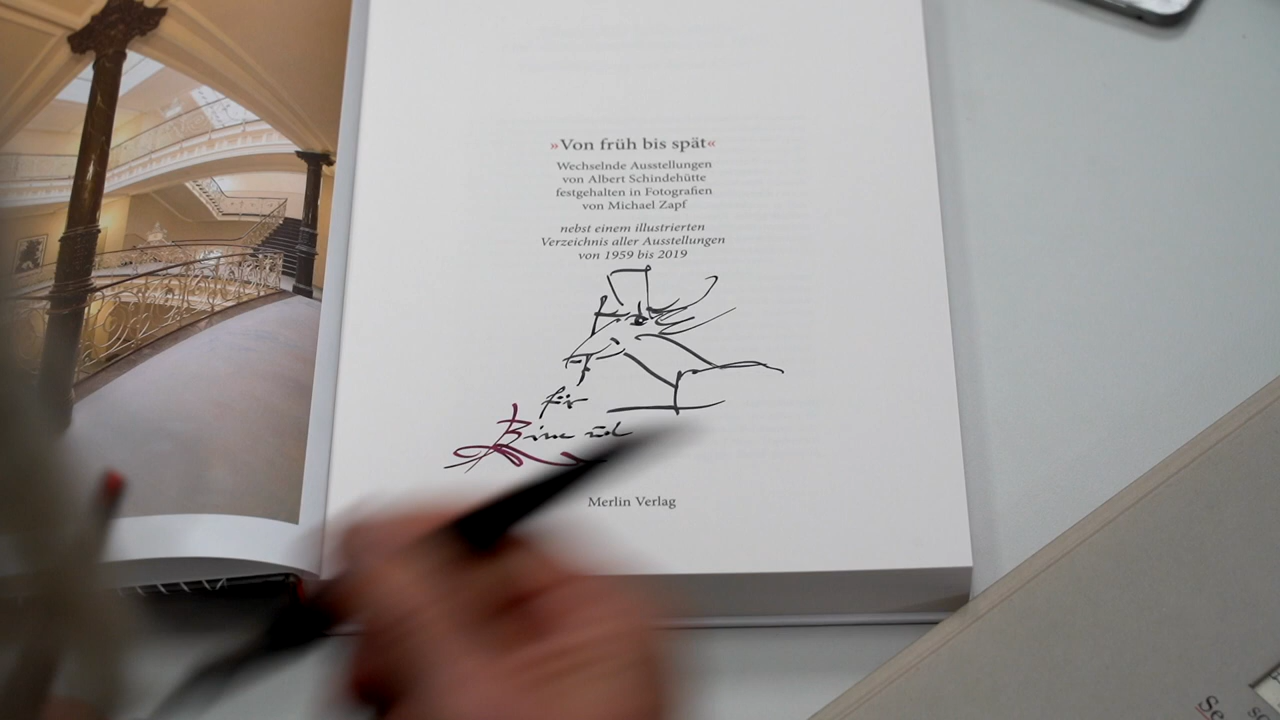 »Von früh bis spät«
Wechselnde Ausstellungen
von Albert Schindehütte
festgehalten in Fotografien
von Michael Zapf
nebst einem illustrierten
Verzeichnis aller Ausstellungen
von 1959 bis 2019
für
Merlin Verlag